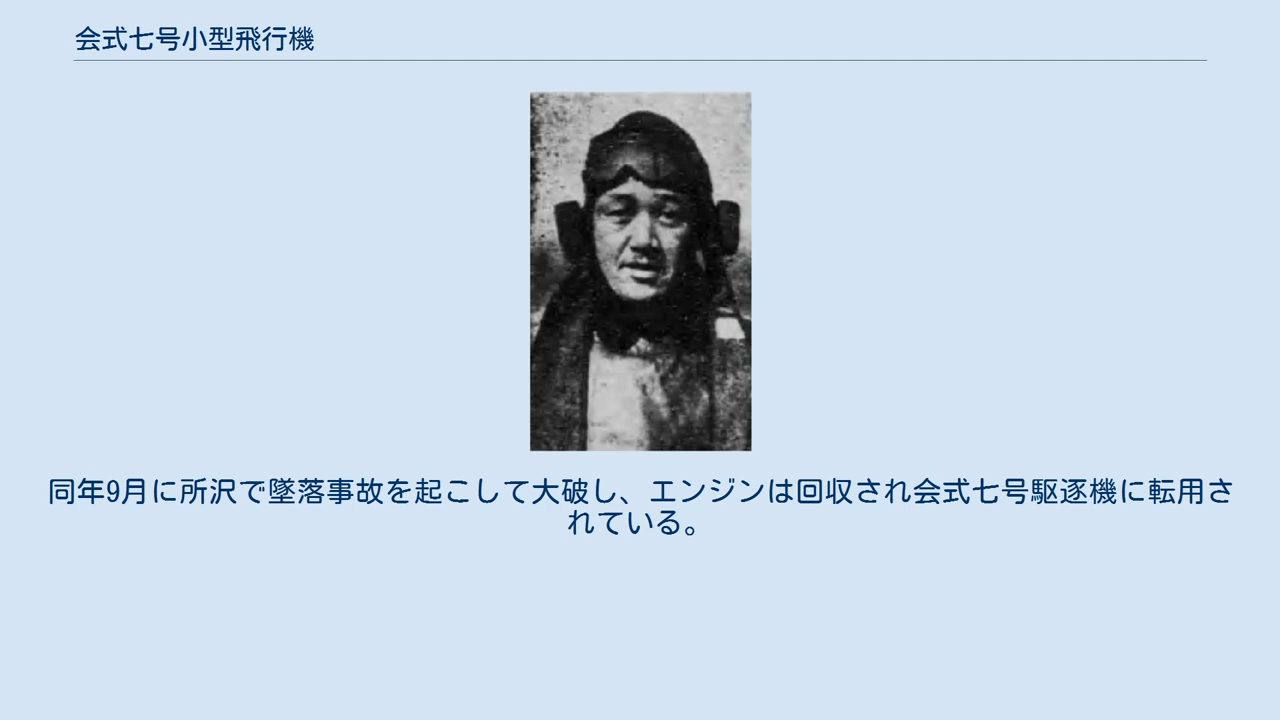 会式七号小型飛行機
同年9月に所沢で墜落事故を起こして大破し、エンジンは回収され会式七号駆逐機に転用さ
れている。